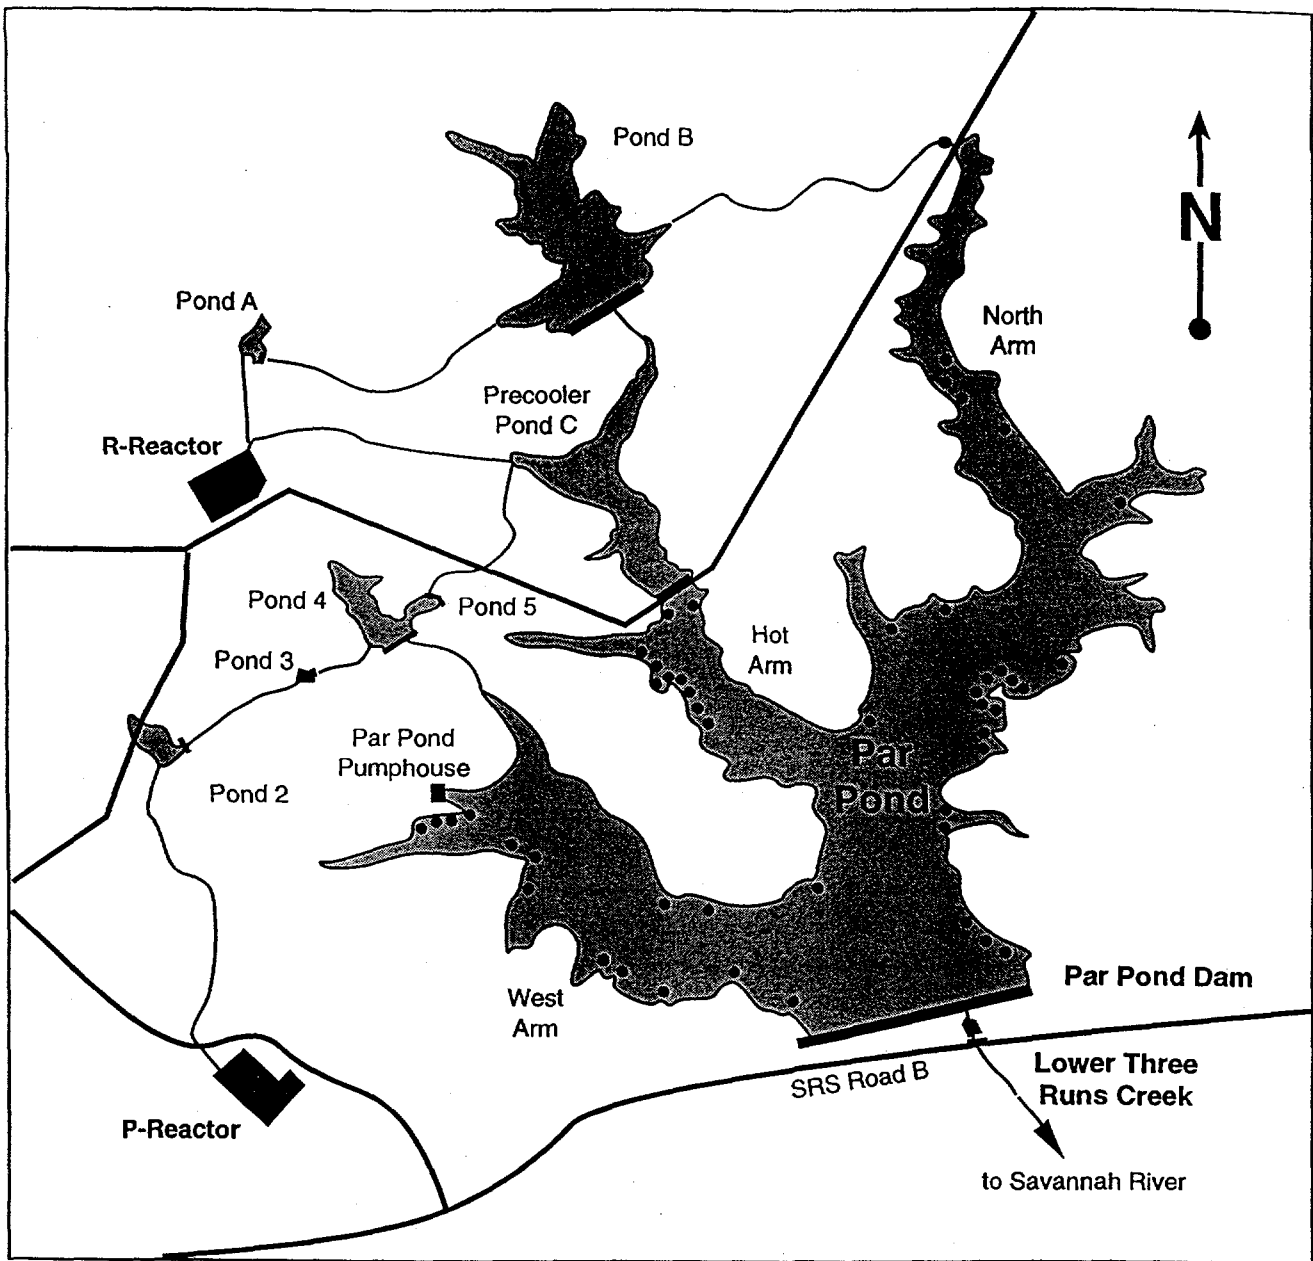 Pond B
N
Pond A
North
Arm
Precooler
Pond C
R-Reactor
Pond 4
Pond 5
Hot
Arm
Pond 3
Par Pond
Pumphouse
Par
Pond
Pond 2
West
Arm
Par Pond Dam
SRS Road B
Lower Three
Runs Creek
P-Reactor
to Savannah River